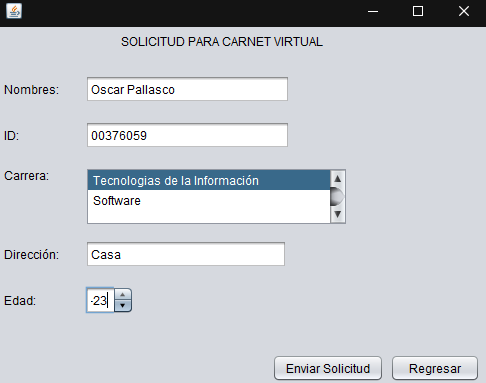 SOLICITUD PARA CARNET VIRTUAL
Nombres: Oscar Pallasco
ID: 00376059
Carrera: Tecnologias de la Información
Software
Dirección: Casa
Edad: -23
Enviar Solicitud Regresar